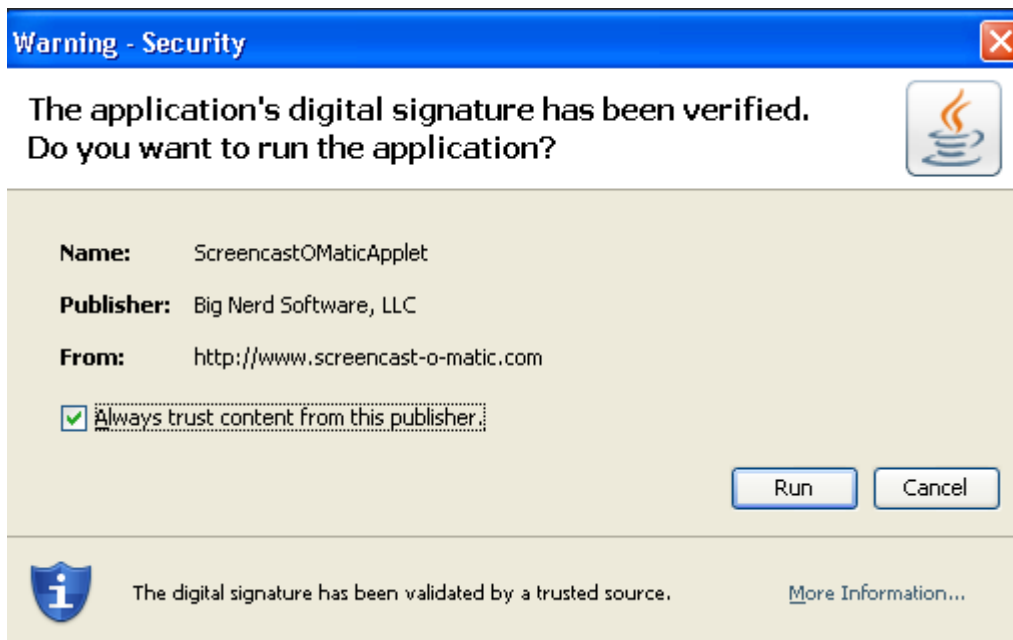 Warning - Security
The application's digital signature has been verified.
Do you want to run the application?
Name: ScreencastOMaticApplet
Publisher: Big Nerd Software, LLC
From: http://www.screencast-o-matic.com
Always trust content from this publisher.
Run Cancel
The digital signature has been validated by a trusted source. More Information...